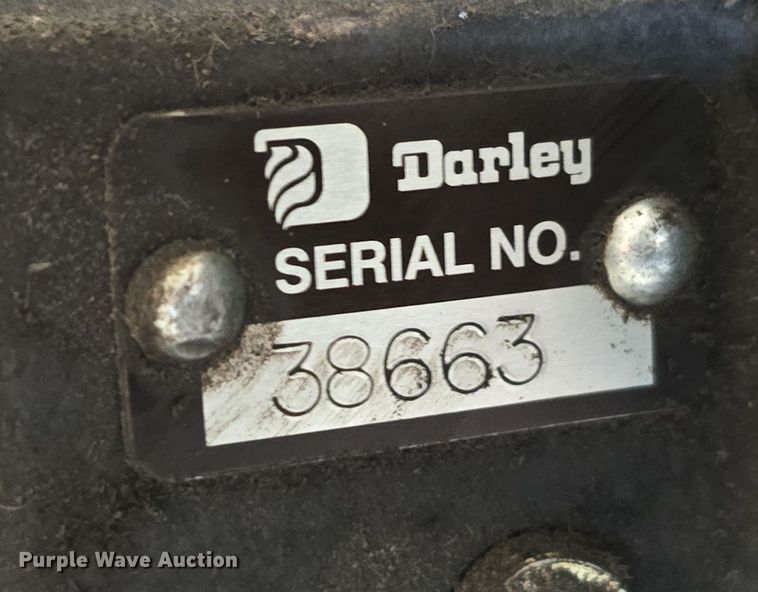 Darley
SERIAL NO.
38663
Purple Wave Auction